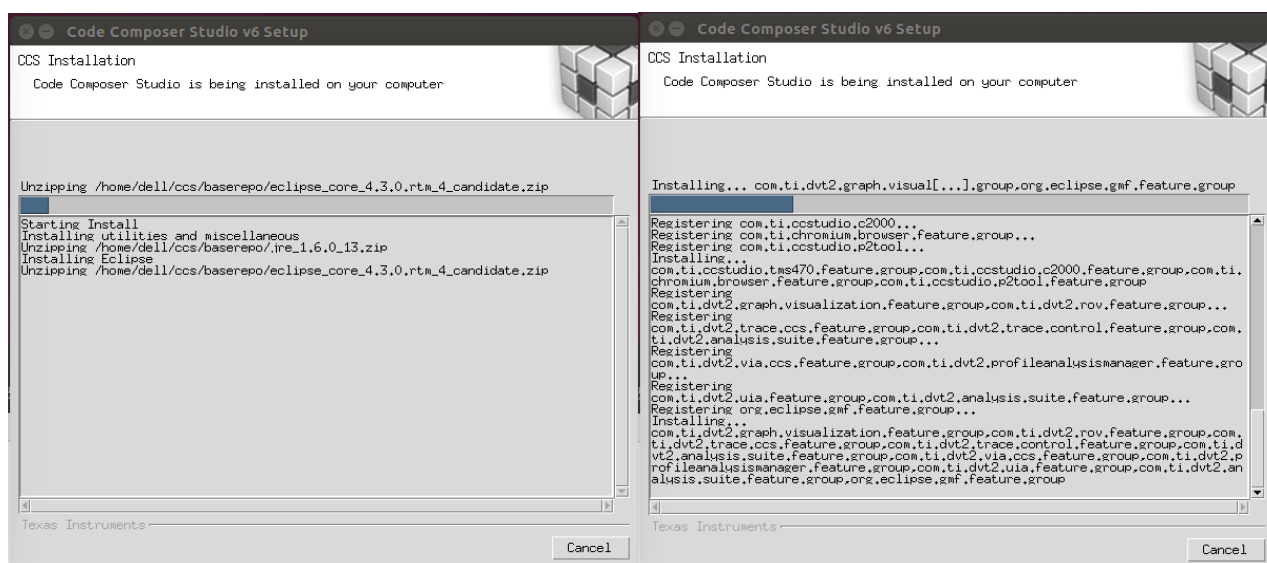 Code Composer Studio v6 Setup
CCS Installation
Code Composer Studio is being installed on your computer
Unzipping /home/dell/ccs/baserepo/eclipse_core_4.3.0.rtm_4_candidate.zip
Starting Install
Installing utilities and miscellaneous
Unzipping /home/dell/ccs/baserepo/.jre_1.6.0_13.zip
Installing Eclipse
Unzipping /home/dell/ccs/baserepo/eclipse_core_4.3.0.rtm_4_candidate.zip
Texas Instruments
Cancel
Code Composer Studio v6 Setup
CCS Installation
Code Composer Studio is being installed on your computer
Installing... com.ti.dvt2.graph.visual[...].group,org.eclipse.gmf.feature.group
Registering com.ti.ccstudio.c2000...
Registering com.ti.chromium.browser.feature.group...
Registering com.ti.ccstudio.p2tool...
Installing...
com.ti.ccstudio.tms470.feature.group,com.ti.ccstudio.c2000.feature.group,com.ti.
chromium.browser.feature.group,com.ti.ccstudio.p2tool.feature.group
Registering
com.ti.dvt2.graph.visualization.feature.group,com.ti.dvt2.rov.feature.group...
Registering
com.ti.dvt2.trace.ccs.feature.group,com.ti.dvt2.trace.control.feature.group,com.
ti.dvt2.analysis.suite.feature.group...
Registering
com.ti.dvt2.via.ccs.feature.group,com.ti.dvt2.profileanalysismanager.feature.gro
up...
Registering
com.ti.dvt2.uia.feature.group,com.ti.dvt2.analysis.suite.feature.group...
Registering org.eclipse.gmf.feature.group...
Installing...
com.ti.dvt2.graph.visualization.feature.group,com.ti.dvt2.rov.feature.group,com.
ti.dvt2.trace.ccs.feature.group,com.ti.dvt2.trace.control.feature.group,com.ti.d
vt2.analysis.suite.feature.group,com.ti.dvt2.via.ccs.feature.group,com.ti.dvt2.p
rofileanalysismanager.feature.group,com.ti.dvt2.uia.feature.group,com.ti.dvt2.an
alysis.suite.feature.group,org.eclipse.gmf.feature.group
Texas Instruments
Cancel